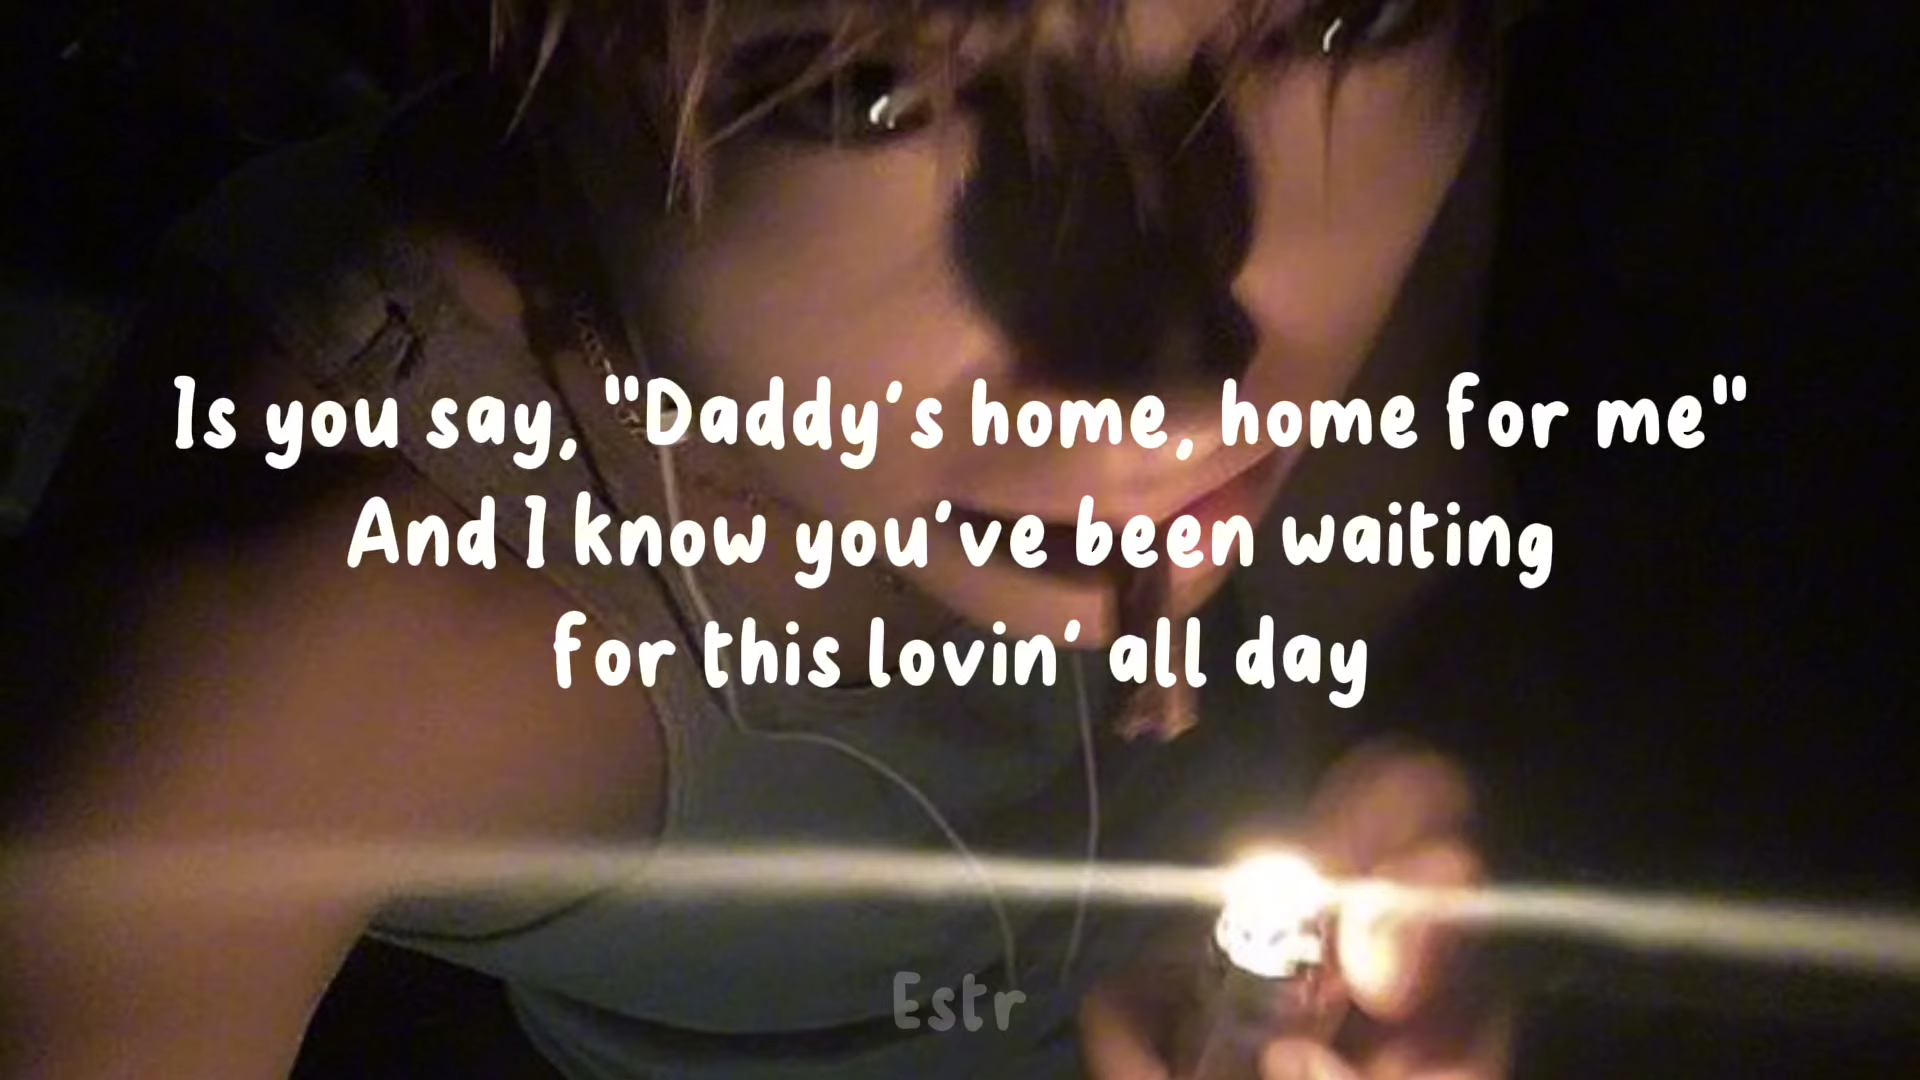 Is you say, "Daddy's home, home for me"
And I know you've been waiting
for this lovin' all day
Estr